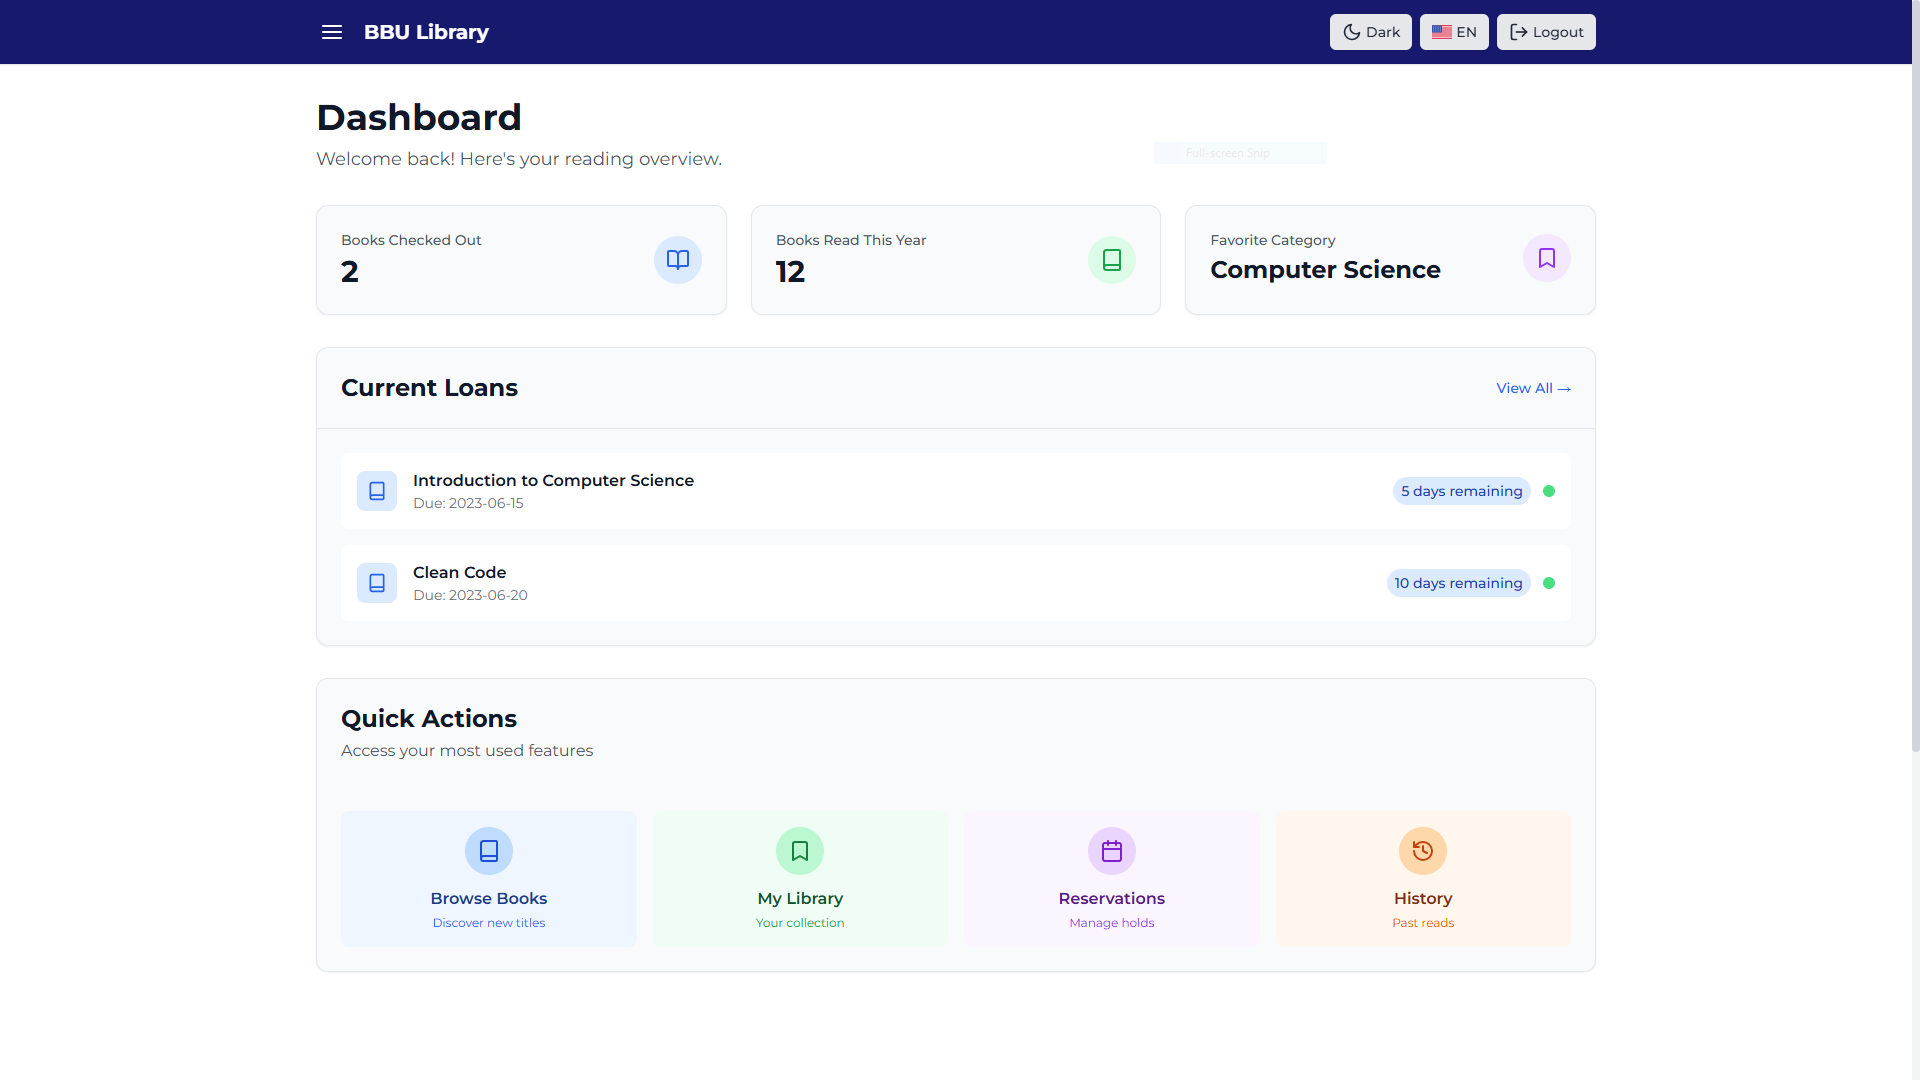 BBU Library
Dark
EN
Logout
Dashboard
Welcome back! Here's your reading overview.
Full-screen Snip
Books Checked Out
2
Books Read This Year
12
Favorite Category
Computer Science
Current Loans
View All →
Introduction to Computer Science
Due: 2023-06-15
5 days remaining
Clean Code
Due: 2023-06-20
10 days remaining
Quick Actions
Access your most used features
Browse Books
Discover new titles
My Library
Your collection
Reservations
Manage holds
History
Past reads